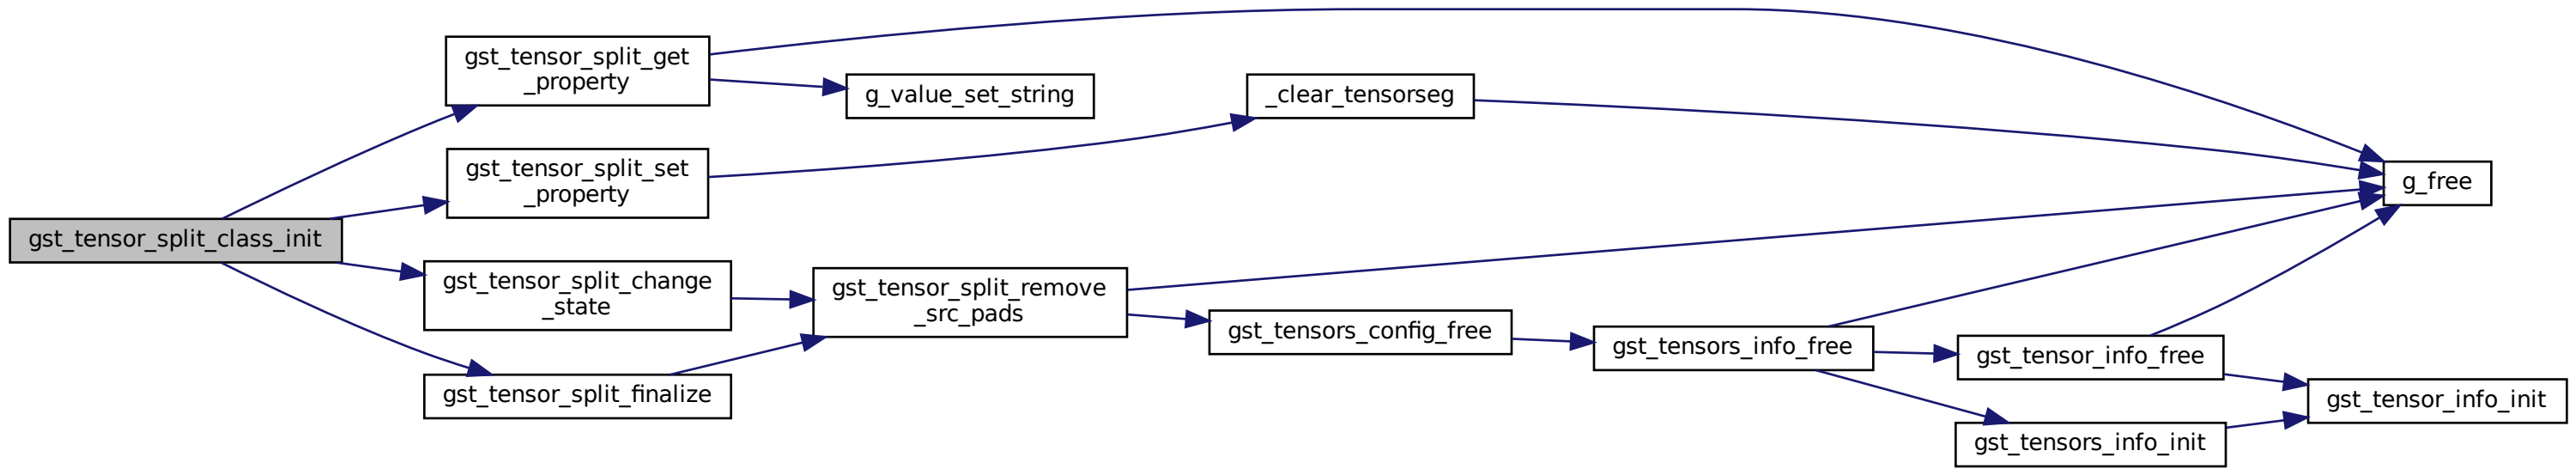 gst_tensor_split_class_init
gst_tensor_split_get
_property
g_value_set_string
gst_tensor_split_set
_property
_clear_tensorseg
g_free
gst_tensor_split_change
_state
gst_tensor_split_finalize
gst_tensor_split_remove
_src_pads
gst_tensors_config_free
gst_tensors_info_free
gst_tensor_info_free
gst_tensor_info_init
gst_tensors_info_init